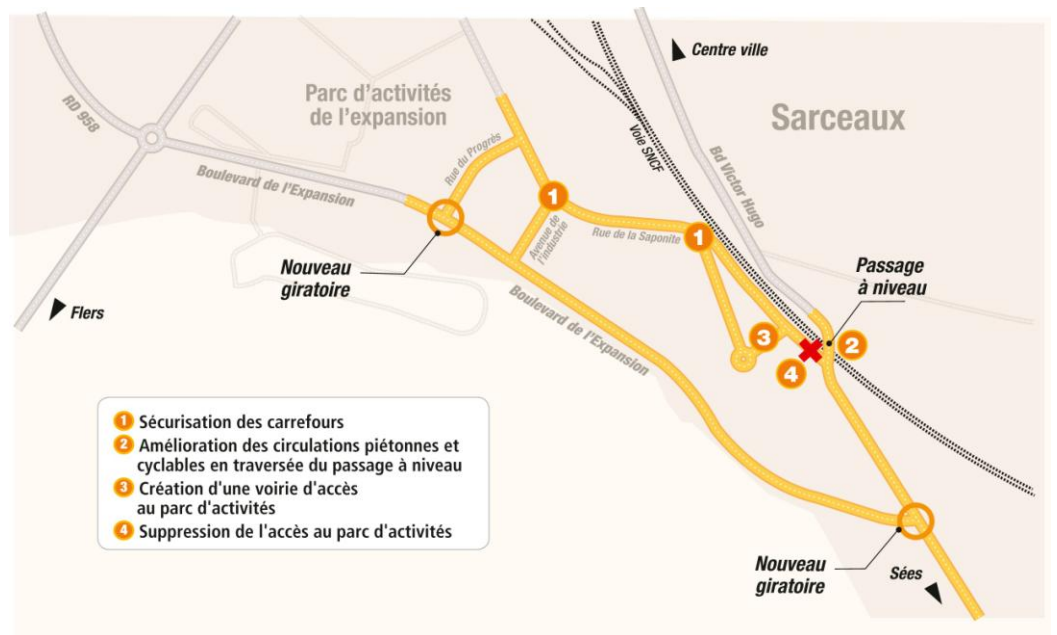 Centre ville
Parc d'activités
de l'expansion
Sarceaux
RD 958
Voie SNCF
Bd Victor Hugo
Rue du Progrés
Boulevard de l'Expansion
1
Avenue de
l'industrie
Rue de la Saponite
1
Nouveau
giratoire
Passage
à niveau
Flers
Boulevard de l'Expansion
3
2
4
1 Sécurisation des carrefours
2 Amélioration des circulations piétonnes et
cyclables en traversée du passage à niveau
3 Création d'une voirie d'accès
au parc d'activités
4 Suppression de l'accès au parc d'activités
Nouveau
giratoire
Sées